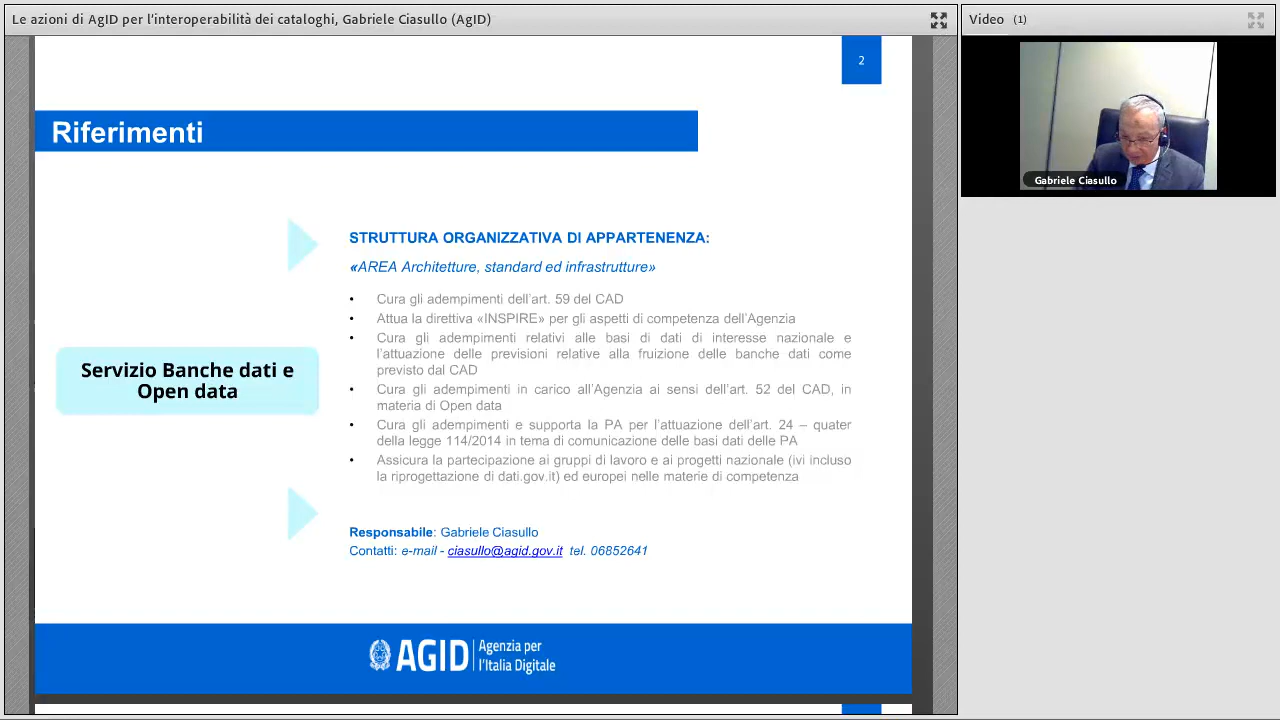 Le azioni di AgID per l'interoperabilità dei cataloghi, Gabriele Ciasullo (AgID)
Video (1)
2
Riferimenti
Gabriele Ciasullo
STRUTTURA ORGANIZZATIVA DI APPARTENENZA:
«AREA Architetture, standard ed infrastrutture»
• Cura gli adempimenti dell'art. 59 del CAD
• Attua la direttiva «INSPIRE» per gli aspetti di competenza dell'Agenzia
• Cura gli adempimenti relativi alle basi di dati di interesse nazionale e
l'attuazione delle previsioni relative alla fruizione delle banche dati come
previsto dal CAD
• Cura gli adempimenti in carico all'Agenzia ai sensi dell'art. 52 del CAD, in
materia di Open data
• Cura gli adempimenti e supporta la PA per l'attuazione dell'art. 24 – quater
della legge 114/2014 in tema di comunicazione delle basi dati delle PA
• Assicura la partecipazione ai gruppi di lavoro e ai progetti nazionale (ivi incluso
la riprogettazione di dati.gov.it) ed europei nelle materie di competenza
Servizio Banche dati e
Open data
Responsabile: Gabriele Ciasullo
Contatti: e-mail - ciasullo@agid.gov.it tel. 06852641
AGID
Agenzia per
l'Italia Digitale